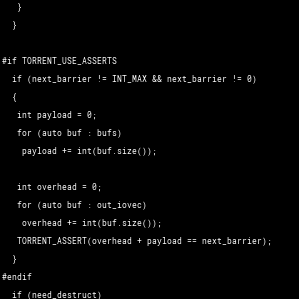 }
}
#if TORRENT_USE_ASSERTS
if (next_barrier != INT_MAX && next_barrier != 0)
{
int payload = 0;
for (auto buf : bufs)
payload += int(buf.size());
int overhead = 0;
for (auto buf : out_iovec)
overhead += int(buf.size());
TORRENT_ASSERT(overhead + payload == next_barrier);
}
#endif
if (need_destruct)